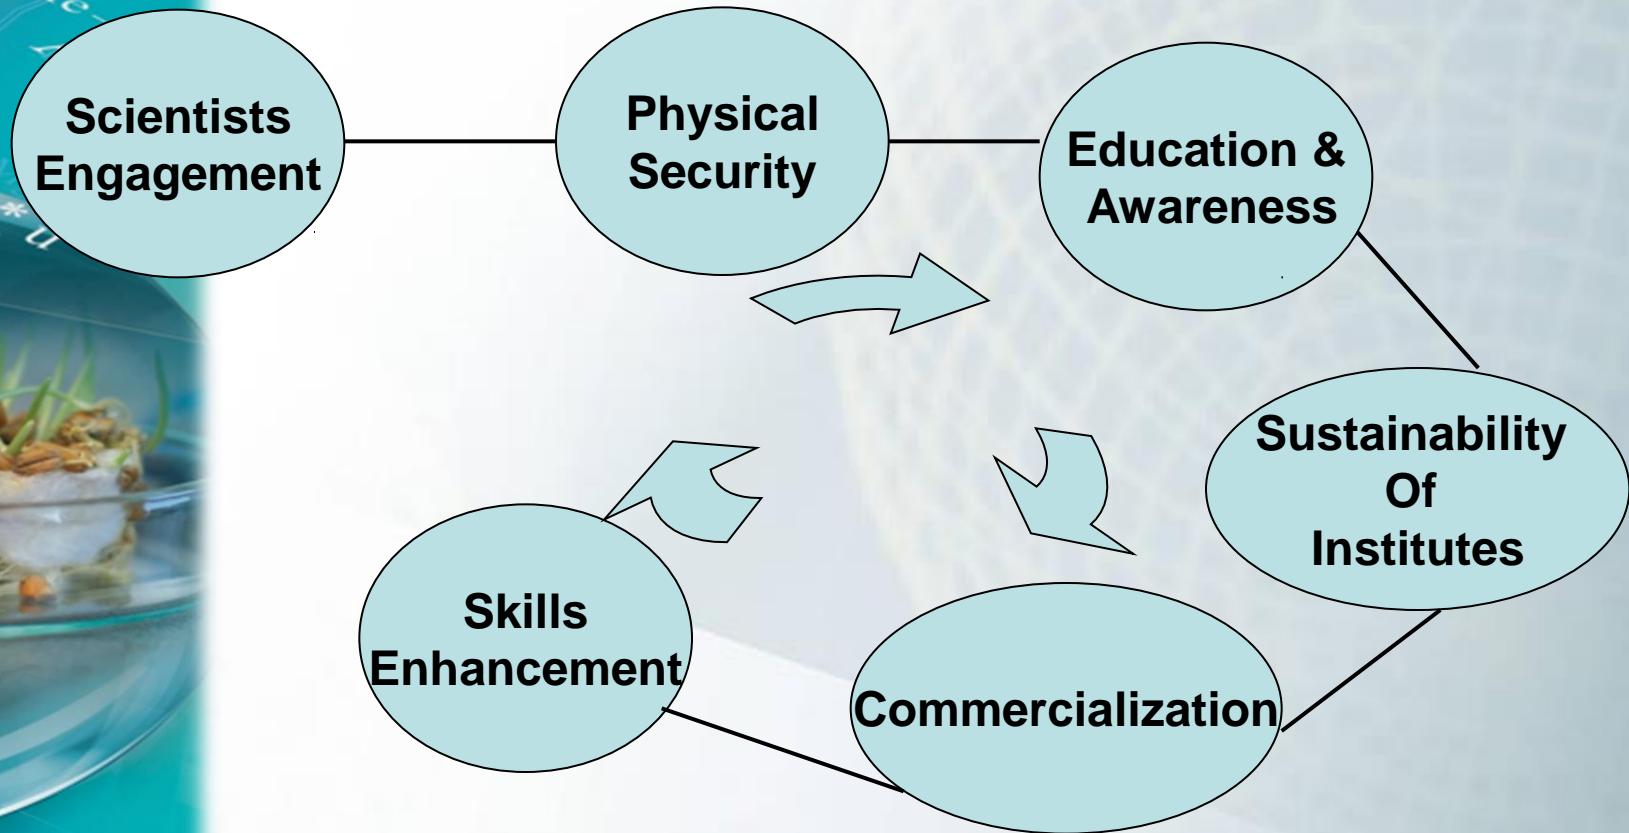 Scientists
Engagement
Physical
Security
Education &
Awareness
Sustainability
Of
Institutes
Skills
Enhancement
Commercialization